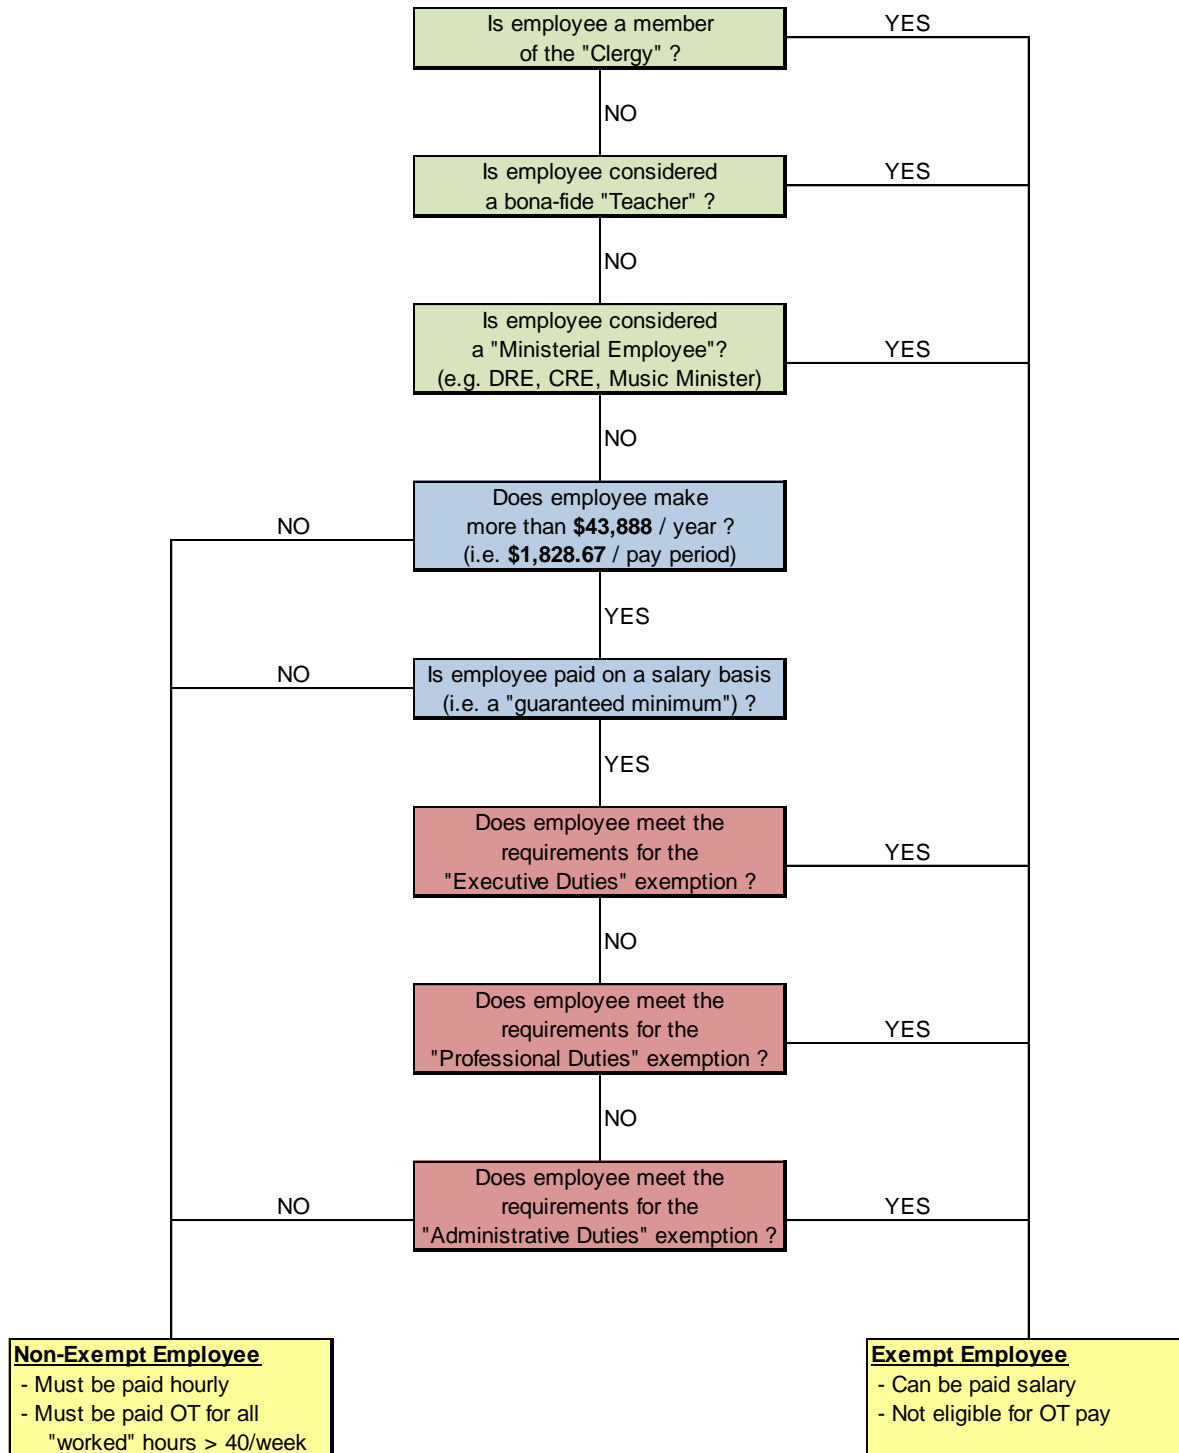 Is employee a member
of the "Clergy" ?
YES
NO
Is employee considered
a bona-fide "Teacher" ?
YES
NO
Is employee considered
a "Ministerial Employee"?
(e.g. DRE, CRE, Music Minister)
YES
NO
Does employee make
more than $43,888 / year ?
(i.e. $1,828.67 / pay period)
NO
YES
Is employee paid on a salary basis
(i.e. a "guaranteed minimum") ?
NO
YES
Does employee meet the
requirements for the
"Executive Duties" exemption ?
YES
NO
Does employee meet the
requirements for the
"Professional Duties" exemption ?
YES
NO
Does employee meet the
requirements for the
"Administrative Duties" exemption ?
NO
YES
Non-Exempt Employee
- Must be paid hourly
- Must be paid OT for all
"worked" hours > 40/week
Exempt Employee
- Can be paid salary
- Not eligible for OT pay